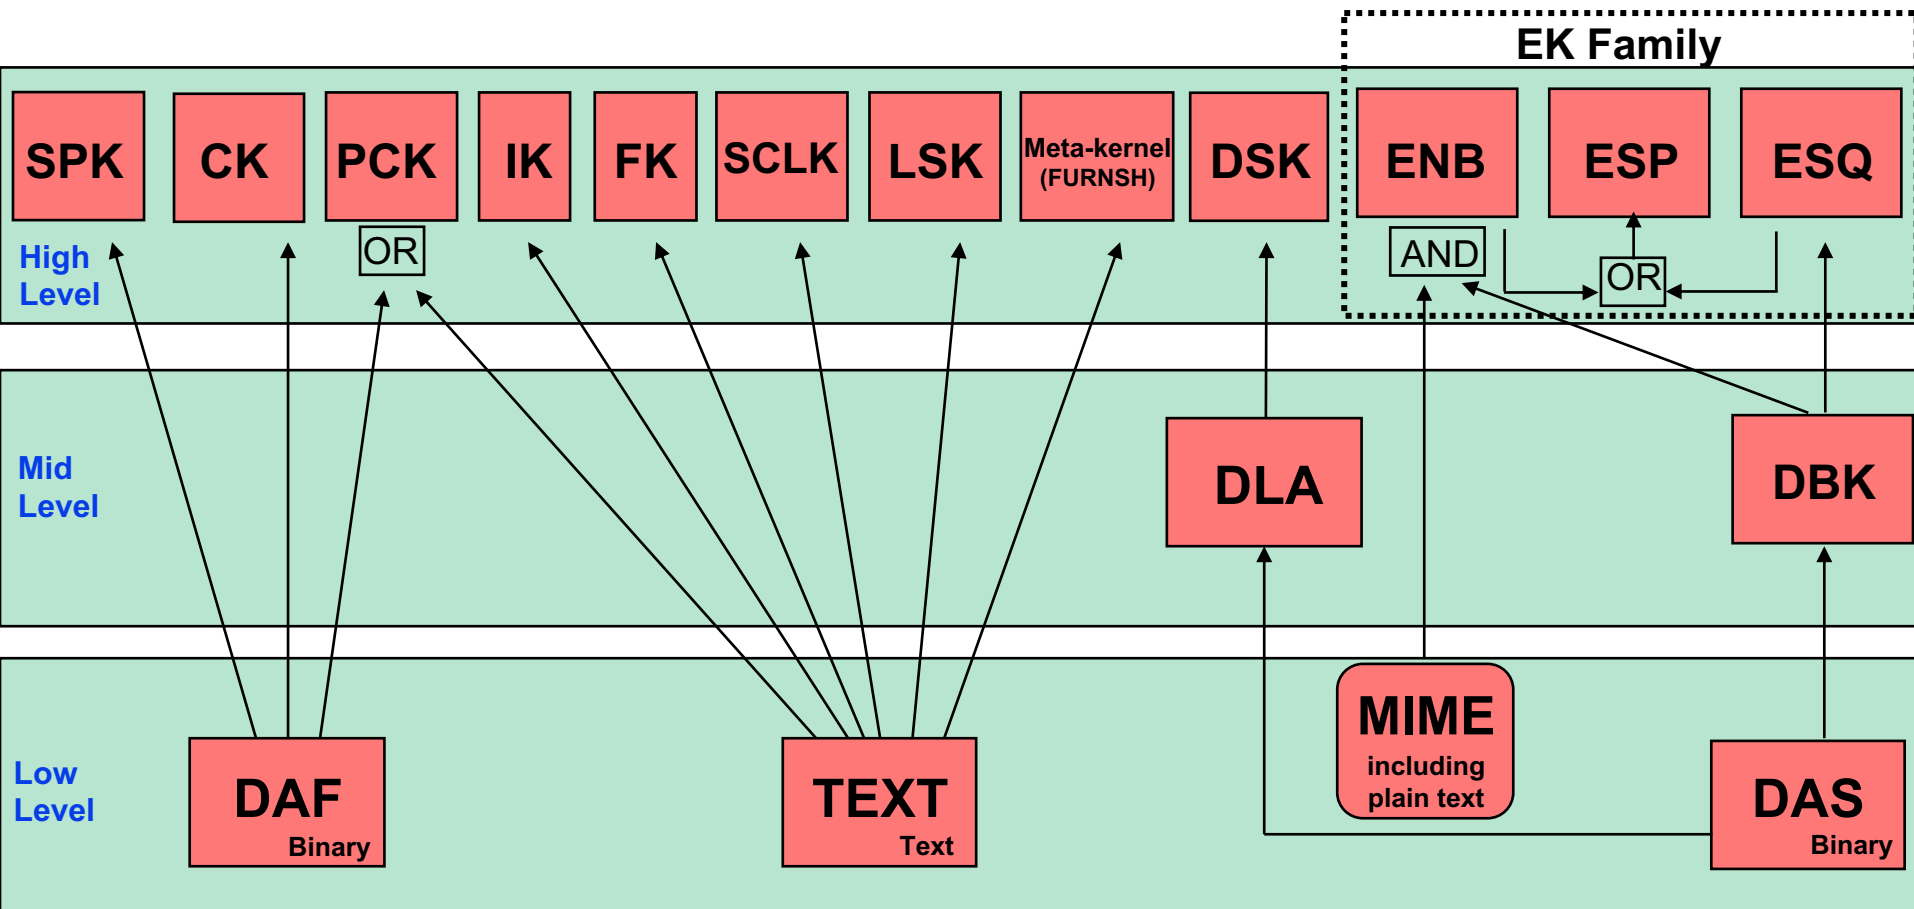 EK Family
SPK
CK
PCK
IK
FK
SCLK
LSK
Meta-kernel
(FURNSH)
DSK
ENB
ESP
ESQ
High
Level
OR
AND
OR
Mid
Level
DLA
DBK
Low
Level
DAF
Binary
TEXT
Text
MIME
including
plain text
DAS
Binary